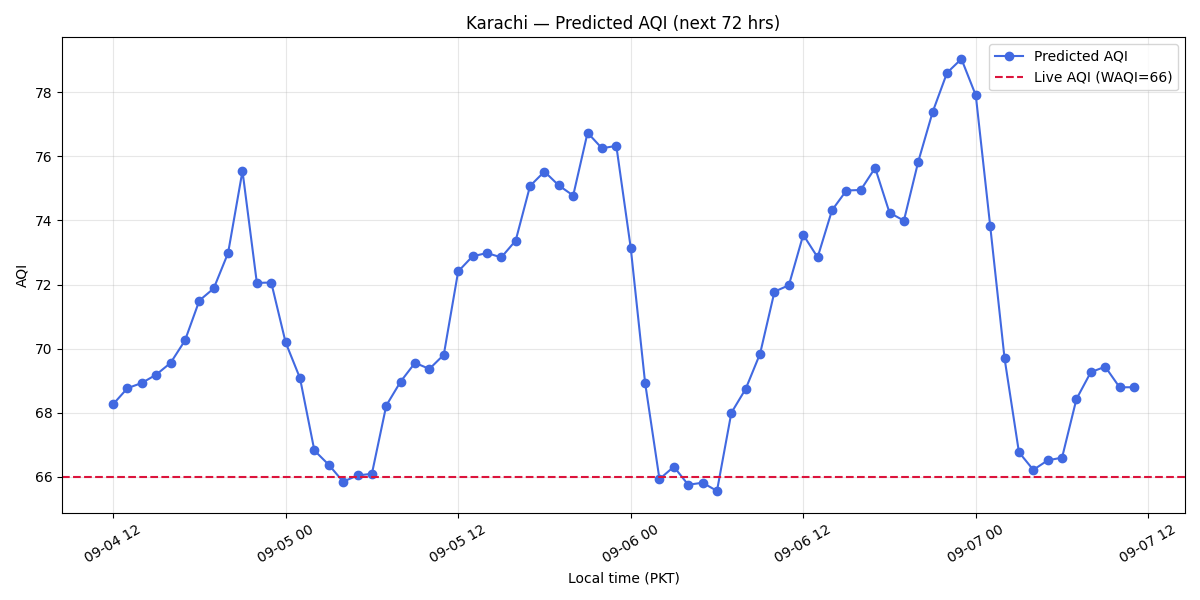 Karachi — Predicted AQI (next 72 hrs)
Predicted AQI
Live AQI (WAQI=66)
AQI
78
76
74
72
70
68
66
09-04 12
09-05 00
09-05 12
09-06 00
09-06 12
09-07 00
09-07 12
Local time (PKT)